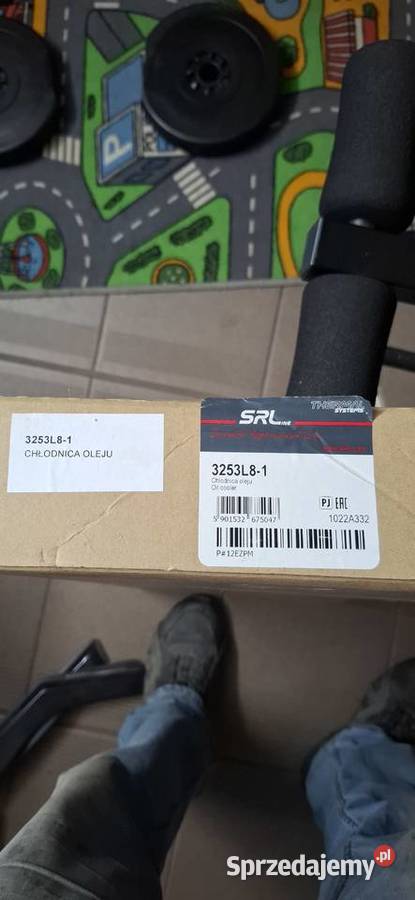 P
3253L8-1
CHŁODNICA OLEJU
SRLine
THERMAL
SYSTEMS
3253L8-1
Chłodnica oleju
Oil cooler
PJ EAC
5 901532 675047
1022A332
P# 12EZPM
Sprzedajemy.pl